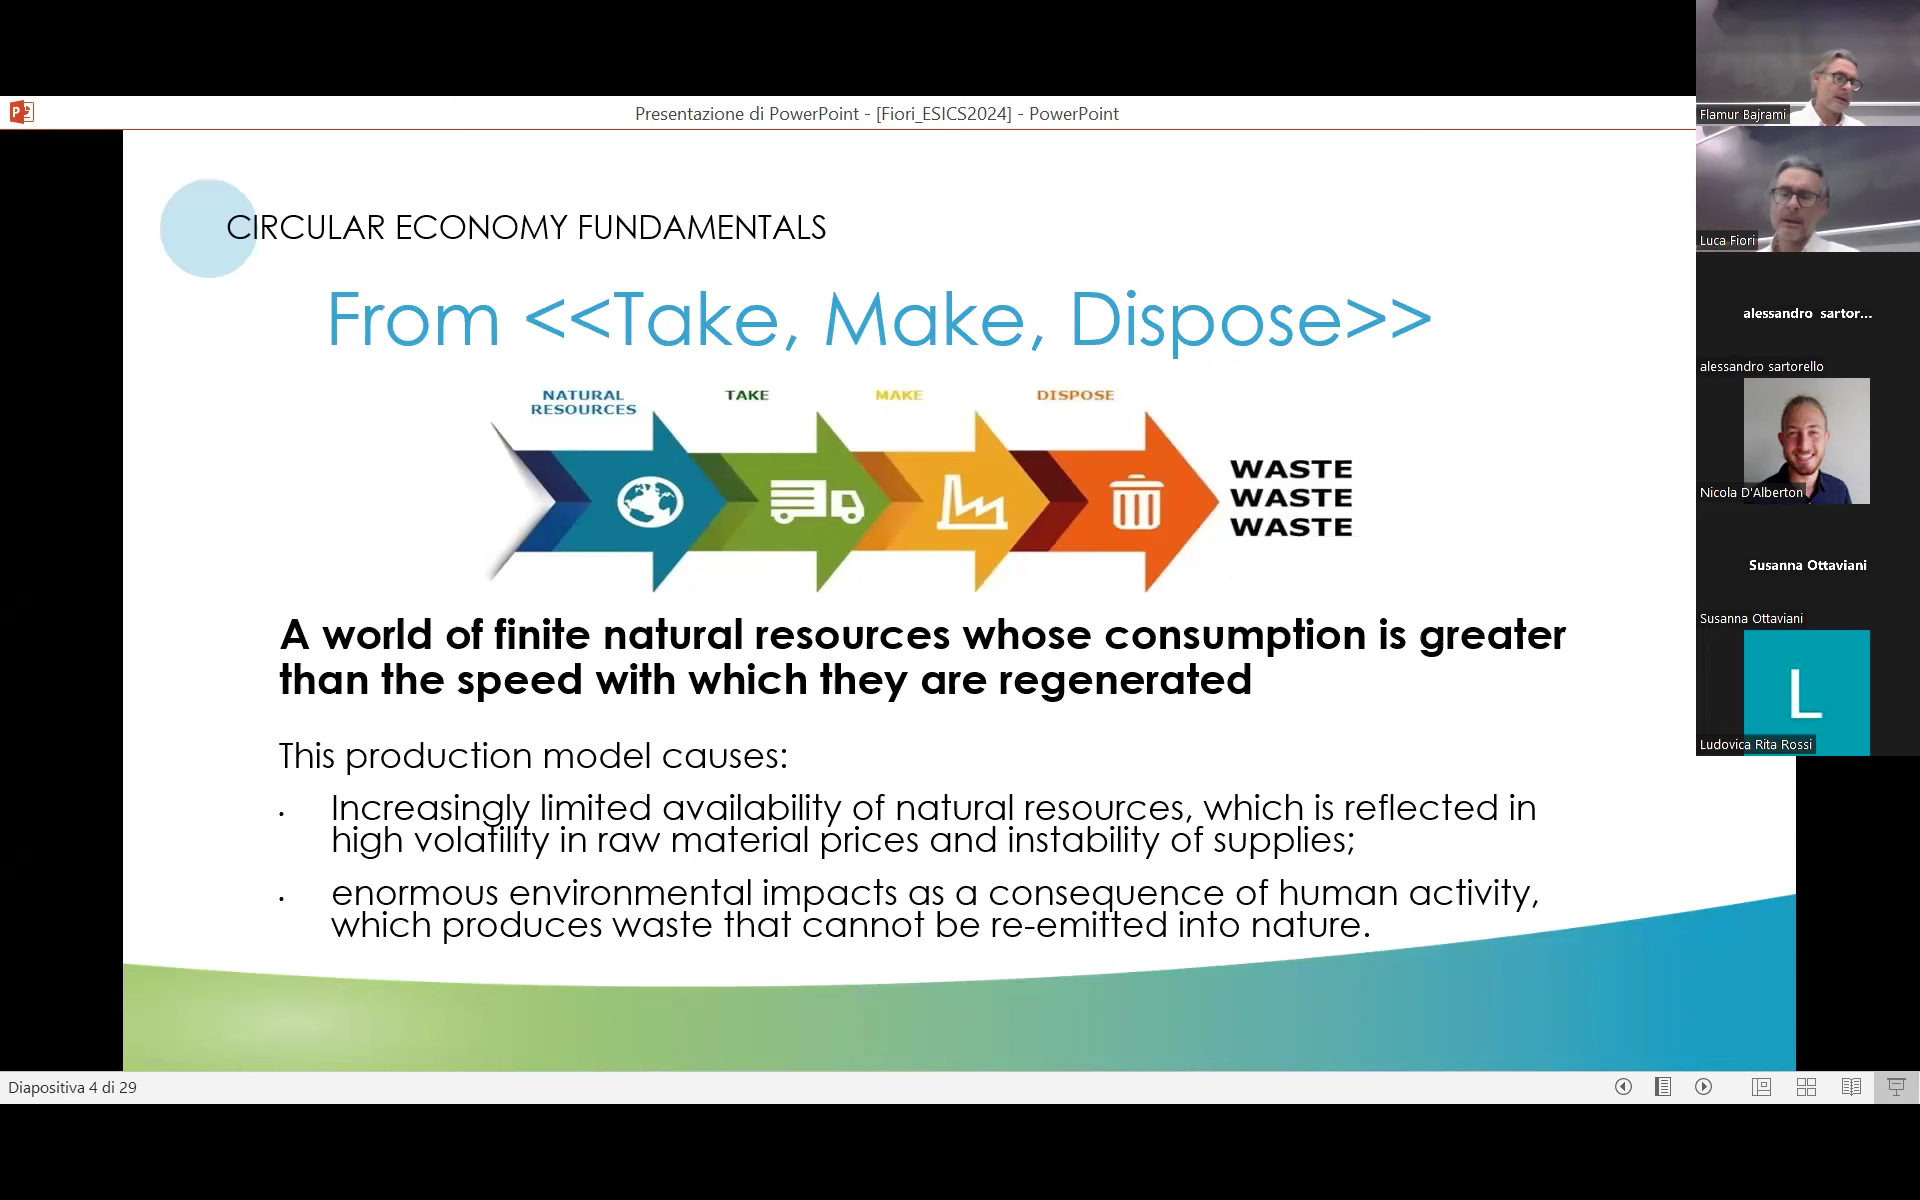 Presentazione di PowerPoint - [Fiori_ESICS2024] - PowerPoint
CIRCULAR ECONOMY FUNDAMENTALS
From <<Take, Make, Dispose>>
NATURAL
RESOURCES
TAKE
MAKE
DISPOSE
WASTE
WASTE
WASTE
A world of finite natural resources whose consumption is greater
than the speed with which they are regenerated
This production model causes:
• Increasingly limited availability of natural resources, which is reflected in
high volatility in raw material prices and instability of supplies;
• enormous environmental impacts as a consequence of human activity,
which produces waste that cannot be re-emitted into nature.
Diapositiva 4 di 29
Flamur Bajrami
Luca Fiori
alessandro sartor...
alessandro sartorello
Nicola D'Alberton
Susanna Ottaviani
Susanna Ottaviani
L
Ludovica Rita Rossi